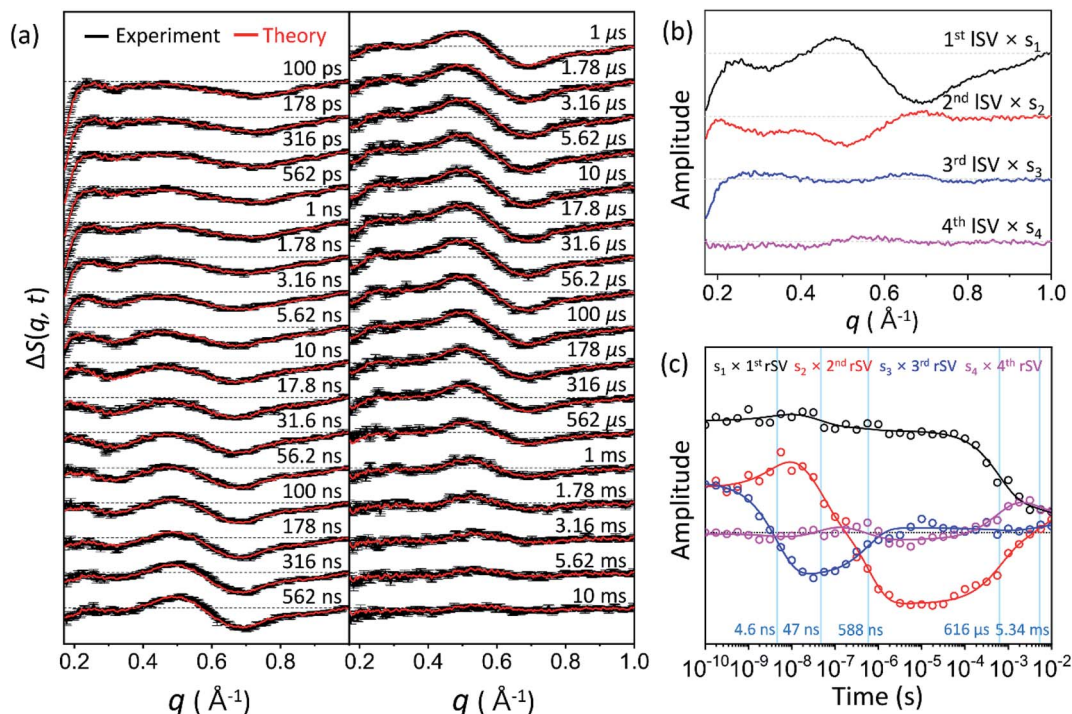 (a)
Experiment Theory
100 ps
178 ps
316 ps
562 ps
1 ns
1.78 ns
3.16 ns
5.62 ns
10 ns
17.8 ns
31.6 ns
56.2 ns
100 ns
178 ns
316 ns
562 ns
1 μs
1.78 μs
3.16 μs
5.62 μs
10 μs
17.8 μs
31.6 μs
56.2 μs
100 μs
178 μs
316 μs
562 μs
1 ms
1.78 ms
3.16 ms
5.62 ms
10 ms
ΔS(q, t)
0.2 0.4 0.6 0.8 0.2 0.4 0.6 0.8 1.0
q ( Å⁻¹) q ( Å⁻¹)
(b)
1ˢᵗ lSV × s₁
2ⁿᵈ lSV × s₂
3ʳᵈ lSV × s₃
4ᵗʰ lSV × s₄
Amplitude
0.2 0.4 0.6 0.8 1.0
q ( Å⁻¹)
(c)
s₁ × 1ˢᵗ rSV s₂ × 2ⁿᵈ rSV s₃ × 3ʳᵈ rSV s₄ × 4ᵗʰ rSV
Amplitude
4.6 ns 47 ns 588 ns 616 μs 5.34 ms
10⁻¹⁰ 10⁻⁹ 10⁻⁸ 10⁻⁷ 10⁻⁶ 10⁻⁵ 10⁻⁴ 10⁻³ 10⁻²
Time (s)